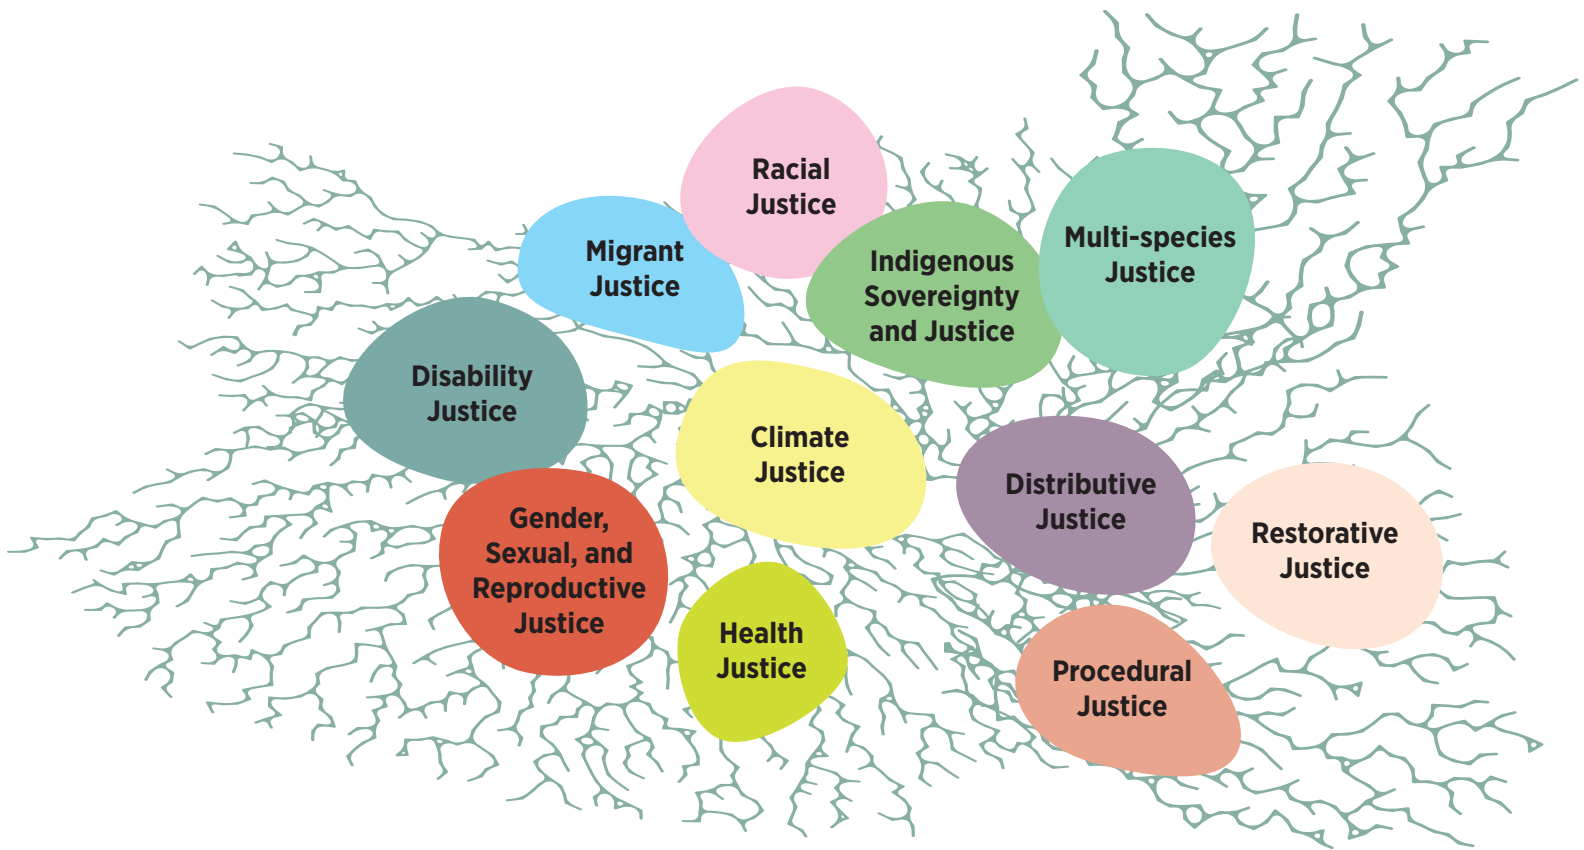 Racial
Justice
Migrant
Justice
Indigenous
Sovereignty
and Justice
Multi-species
Justice
Disability
Justice
Climate
Justice
Distributive
Justice
Restorative
Justice
Gender,
Sexual, and
Reproductive
Justice
Health
Justice
Procedural
Justice